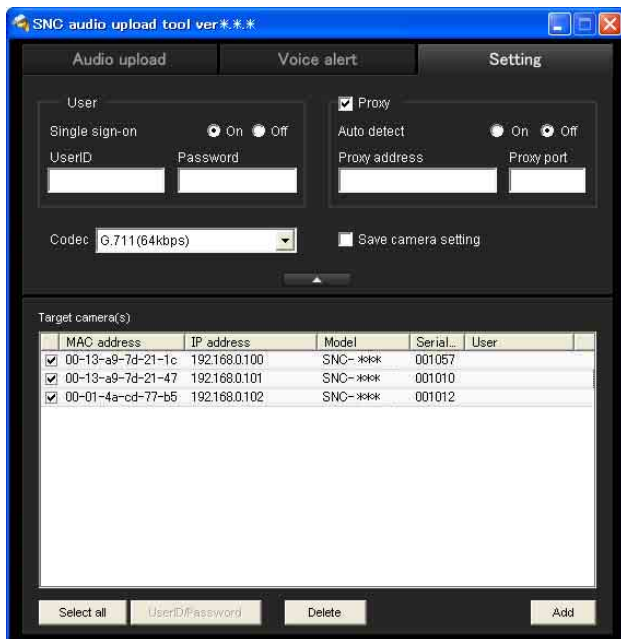 SNC audio upload tool ver*.*.*
Audio upload Voice alert Setting
User
Single sign-on On Off
UserID Password
Proxy
Auto detect On Off
Proxy address Proxy port
Codec G.711(64kbps)
Save camera setting
Target camera(s)
MAC address IP address Model Serial... User
00-13-a9-7d-21-1c 192.168.0.100 SNC-*** 001057
00-13-a9-7d-21-47 192.168.0.101 SNC-*** 001010
00-01-4a-cd-77-b5 192.168.0.102 SNC-*** 001012
Select all UserID/Password Delete Add